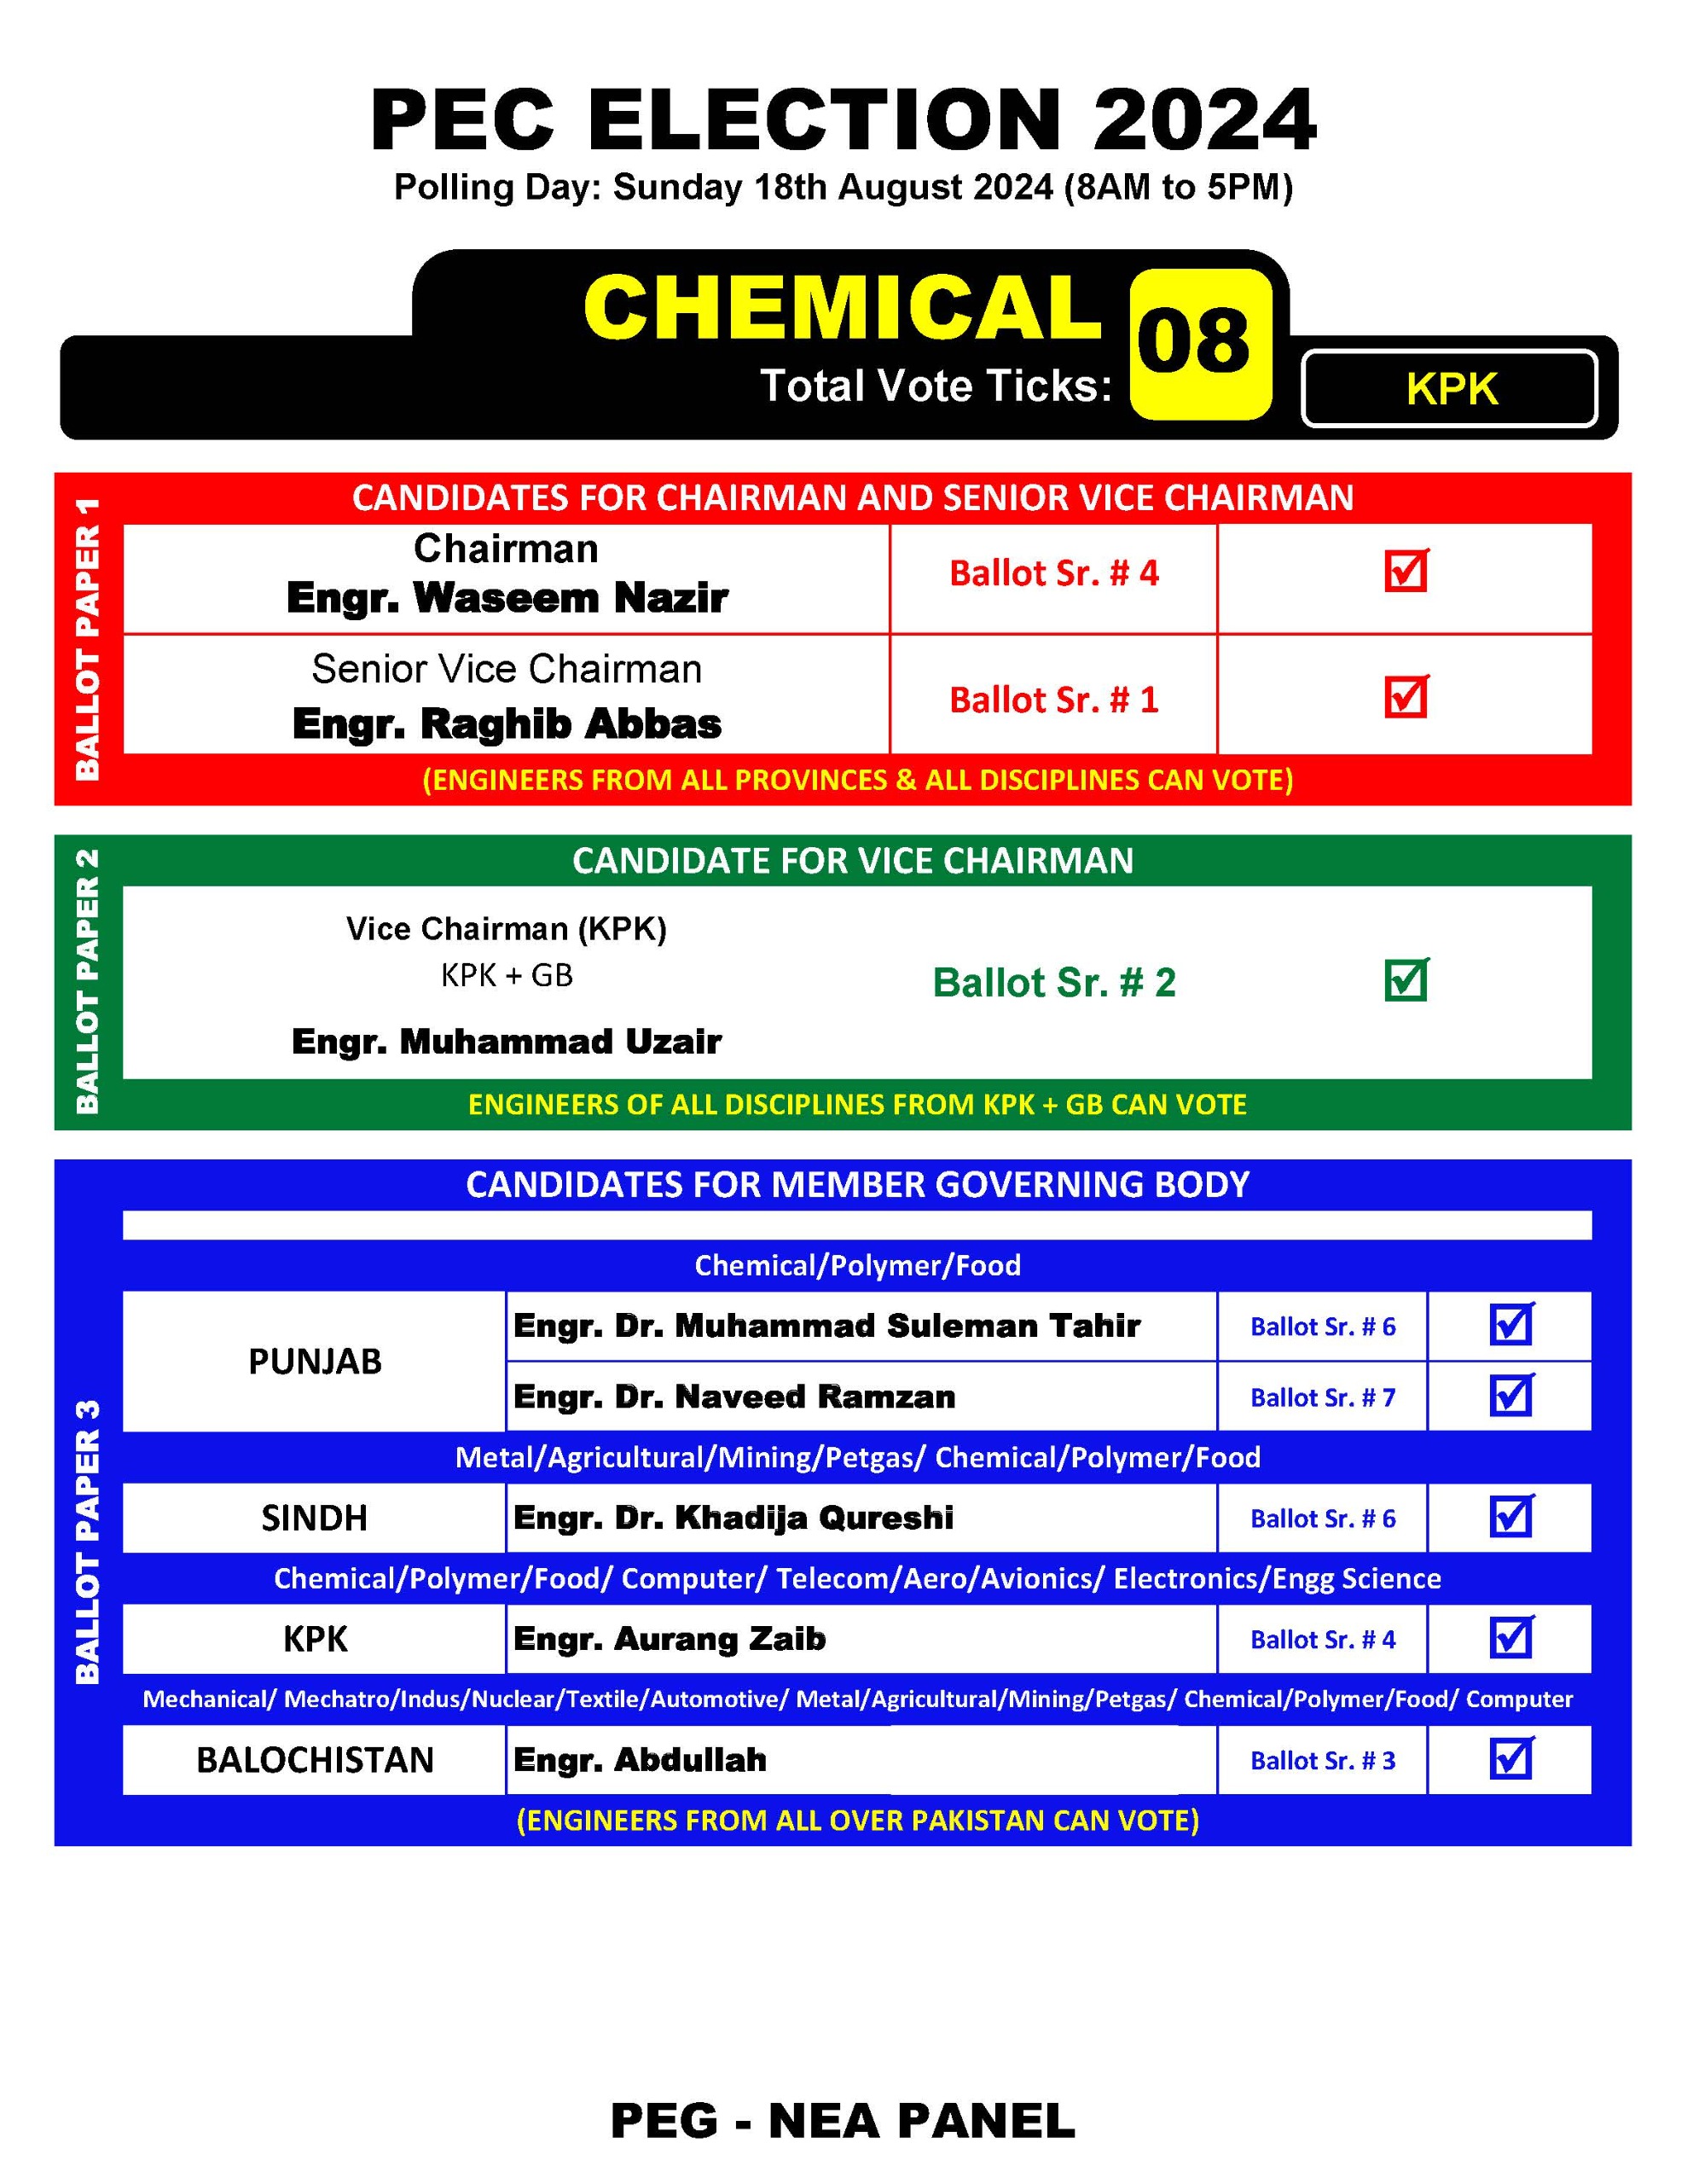 PEC ELECTION 2024
Polling Day: Sunday 18th August 2024 (8AM to 5PM)
CHEMICAL
Total Vote Ticks:
08
KPK
BALLOT PAPER 1
CANDIDATES FOR CHAIRMAN AND SENIOR VICE CHAIRMAN
Chairman
Engr. Waseem Nazir
Ballot Sr. # 4
Senior Vice Chairman
Engr. Raghib Abbas
Ballot Sr. # 1
(ENGINEERS FROM ALL PROVINCES & ALL DISCIPLINES CAN VOTE)
BALLOT PAPER 2
CANDIDATE FOR VICE CHAIRMAN
Vice Chairman (KPK)
KPK + GB
Engr. Muhammad Uzair
Ballot Sr. # 2
ENGINEERS OF ALL DISCIPLINES FROM KPK + GB CAN VOTE
BALLOT PAPER 3
CANDIDATES FOR MEMBER GOVERNING BODY
Chemical/Polymer/Food
PUNJAB
Engr. Dr. Muhammad Suleman Tahir
Ballot Sr. # 6
Engr. Dr. Naveed Ramzan
Ballot Sr. # 7
Metal/Agricultural/Mining/Petgas/ Chemical/Polymer/Food
SINDH
Engr. Dr. Khadija Qureshi
Ballot Sr. # 6
Chemical/Polymer/Food/ Computer/ Telecom/Aero/Avionics/ Electronics/Engg Science
KPK
Engr. Aurang Zaib
Ballot Sr. # 4
Mechanical/ Mechatro/Indus/Nuclear/Textile/Automotive/ Metal/Agricultural/Mining/Petgas/ Chemical/Polymer/Food/ Computer
BALOCHISTAN
Engr. Abdullah
Ballot Sr. # 3
(ENGINEERS FROM ALL OVER PAKISTAN CAN VOTE)
PEG - NEA PANEL